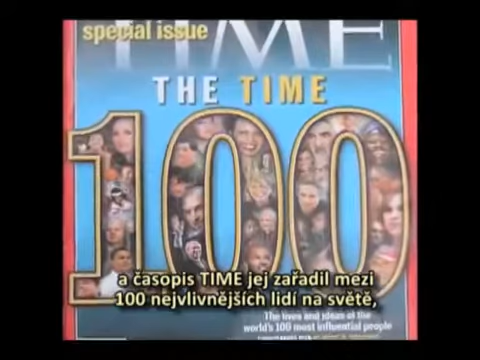 special issue
TIME
THE TIME
100
a časopis TIME jej zařadil mezi
100 nejvlivnějších lidí na světě,
The lives and ideas of the
world's 100 most influential people